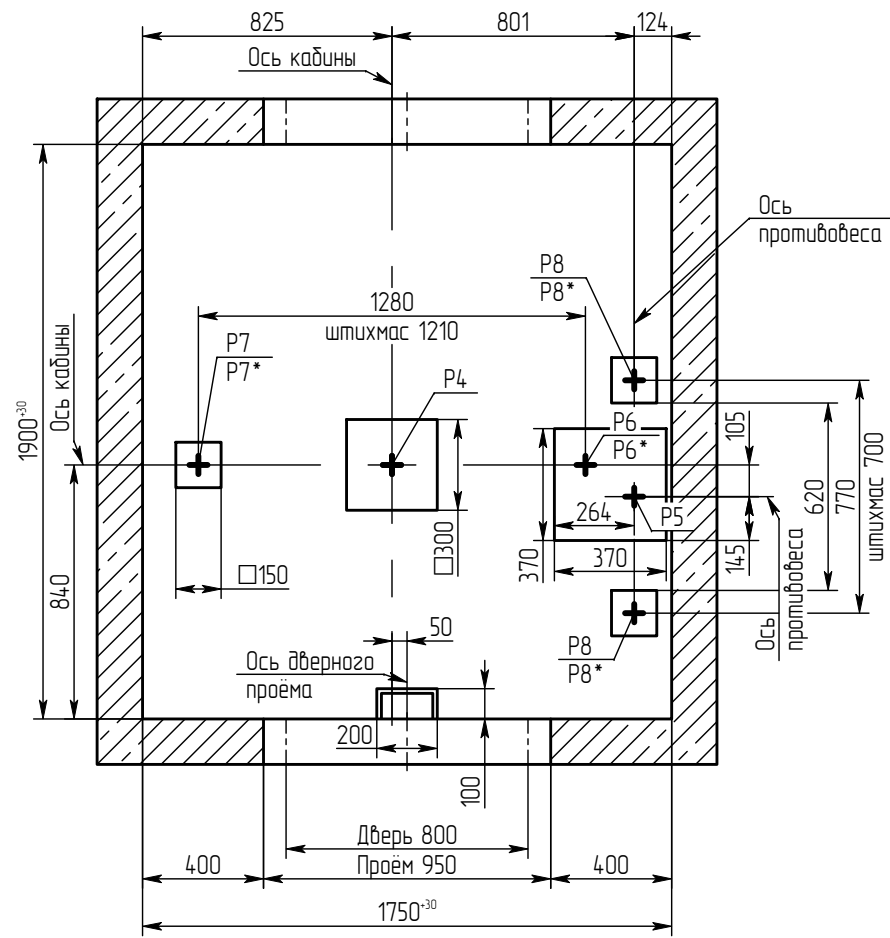 825
801
124
Ось кабины
Ось
противовеса
P8
P8*
1280
штихмас 1210
P7
P7*
P4
Ось кабины
1900⁺³⁰
P6
P6*
105
264
P5
620
770
штихмас 700
840
□150
□300
370
370
145
Ось
противовеса
50
Ось дверного
проёма
P8
P8*
200
100
Дверь 800
400
Проём 950
400
1750⁺³⁰